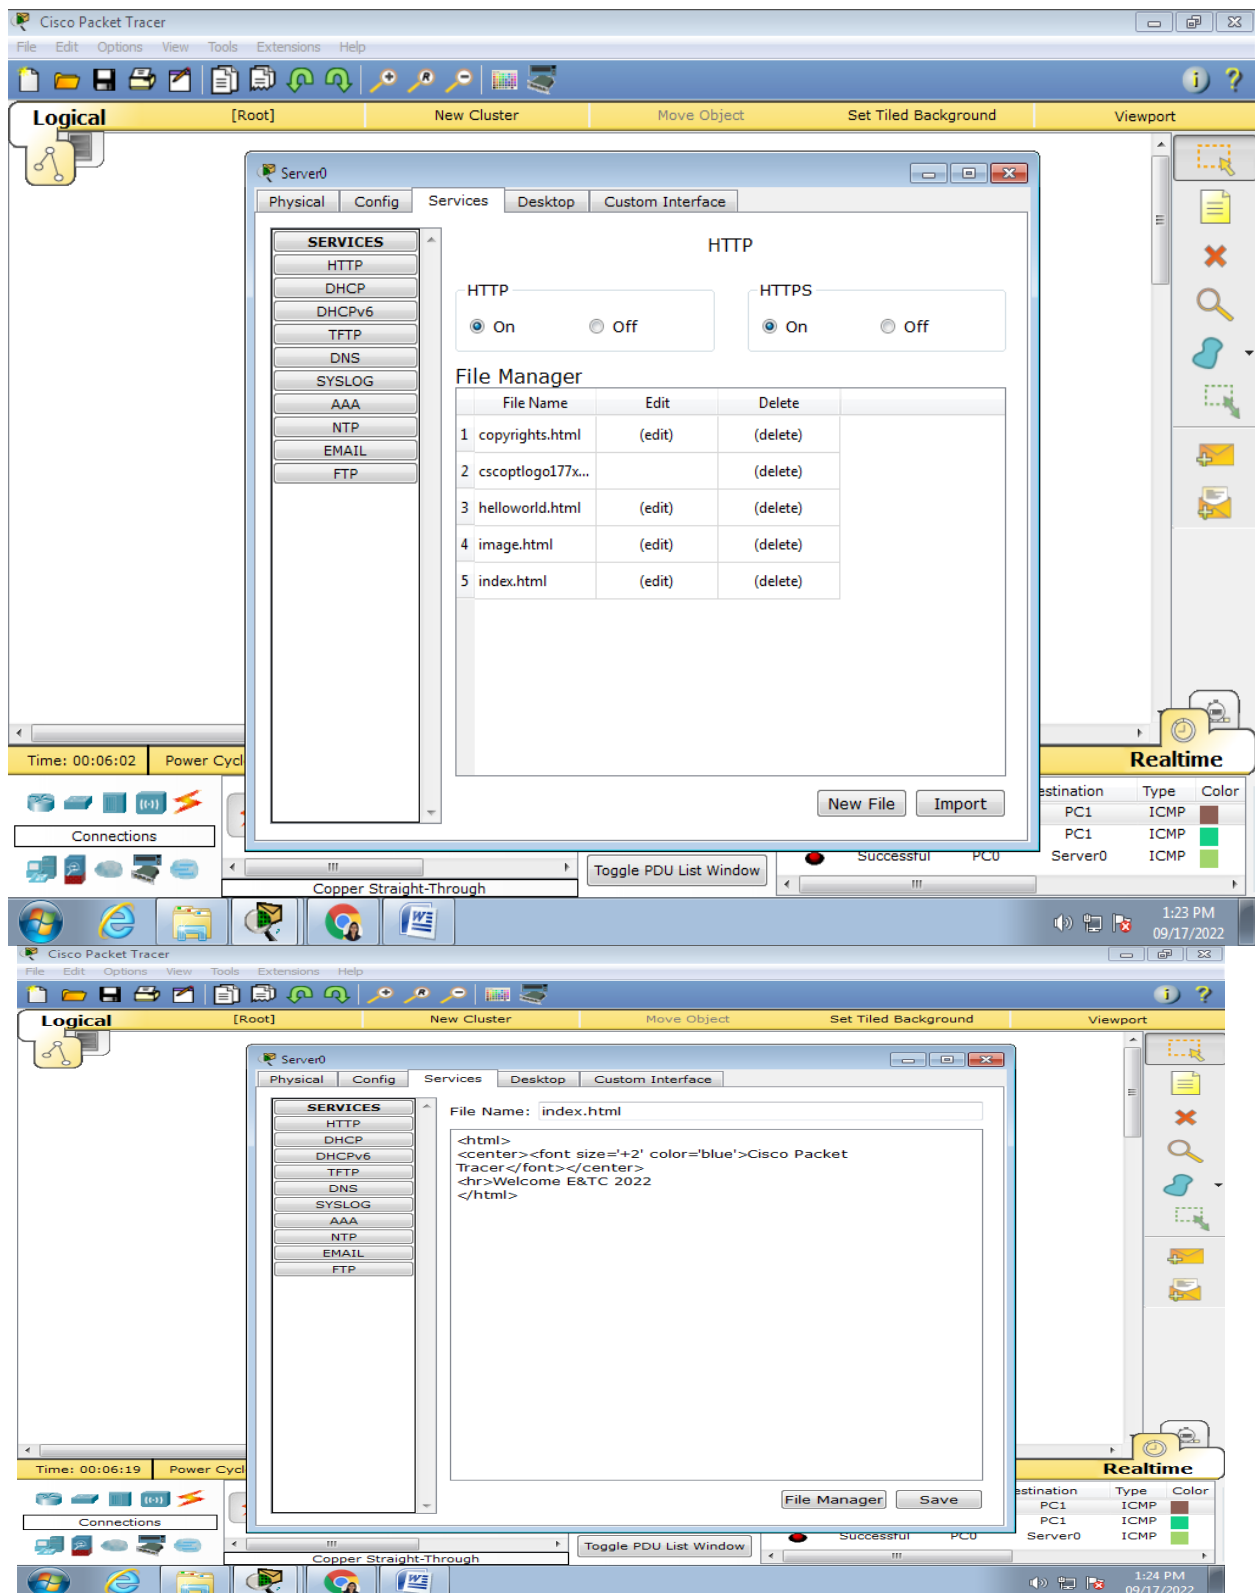 Cisco Packet Tracer
File Edit Options View Tools Extensions Help
Logical [Root] New Cluster Move Object Set Tiled Background Viewport
Server0
Physical Config Services Desktop Custom Interface
SERVICES
HTTP
DHCP
DHCPv6
TFTP
DNS
SYSLOG
AAA
NTP
EMAIL
FTP
HTTP
HTTP HTTPS
On Off On Off
File Manager
File Name Edit Delete
1 copyrights.html (edit) (delete)
2 cscoptlogo177x... (delete)
3 helloworld.html (edit) (delete)
4 image.html (edit) (delete)
5 index.html (edit) (delete)
New File Import
Time: 00:06:02 Power Cycl Realtime
Connections
estination Type Color
PC1 ICMP
PC1 ICMP
Successful PC0 Server0 ICMP
Toggle PDU List Window
Copper Straight-Through
1:23 PM
09/17/2022
Cisco Packet Tracer
File Edit Options View Tools Extensions Help
Logical [Root] New Cluster Move Object Set Tiled Background Viewport
Server0
Physical Config Services Desktop Custom Interface
SERVICES
HTTP
DHCP
DHCPv6
TFTP
DNS
SYSLOG
AAA
NTP
EMAIL
FTP
File Name: index.html
<html>
<center><font size='+2' color='blue'>Cisco Packet
Tracer</font></center>
<hr>Welcome E&TC 2022
</html>
File Manager Save
Time: 00:06:19 Power Cycl Realtime
Connections
estination Type Color
PC1 ICMP
PC1 ICMP
Successful PC0 Server0 ICMP
Toggle PDU List Window
Copper Straight-Through
1:24 PM
09/17/2022